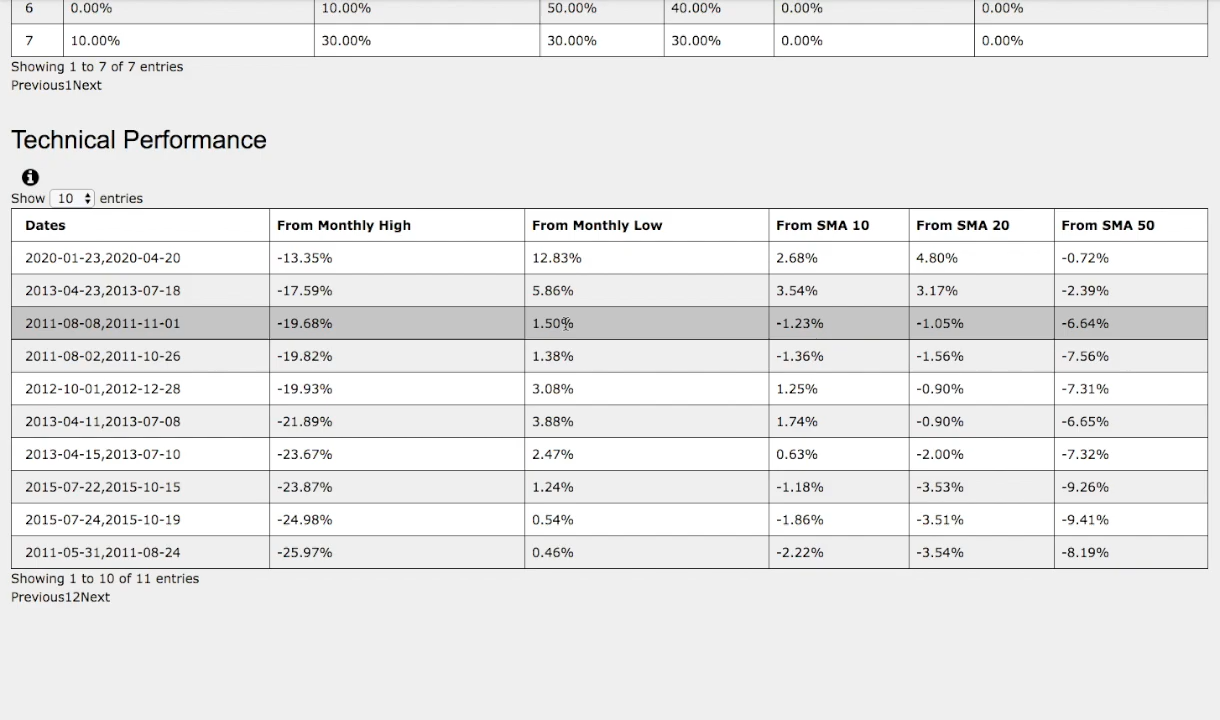 6 0.00% 10.00% 50.00% 40.00% 0.00% 0.00%
7 10.00% 30.00% 30.00% 30.00% 0.00% 0.00%
Showing 1 to 7 of 7 entries
Previous1Next
Technical Performance
Show 10 entries
Dates From Monthly High From Monthly Low From SMA 10 From SMA 20 From SMA 50
2020-01-23,2020-04-20 -13.35% 12.83% 2.68% 4.80% -0.72%
2013-04-23,2013-07-18 -17.59% 5.86% 3.54% 3.17% -2.39%
2011-08-08,2011-11-01 -19.68% 1.50% -1.23% -1.05% -6.64%
2011-08-02,2011-10-26 -19.82% 1.38% -1.36% -1.56% -7.56%
2012-10-01,2012-12-28 -19.93% 3.08% 1.25% -0.90% -7.31%
2013-04-11,2013-07-08 -21.89% 3.88% 1.74% -0.90% -6.65%
2013-04-15,2013-07-10 -23.67% 2.47% 0.63% -2.00% -7.32%
2015-07-22,2015-10-15 -23.87% 1.24% -1.18% -3.53% -9.26%
2015-07-24,2015-10-19 -24.98% 0.54% -1.86% -3.51% -9.41%
2011-05-31,2011-08-24 -25.97% 0.46% -2.22% -3.54% -8.19%
Showing 1 to 10 of 11 entries
Previous12Next